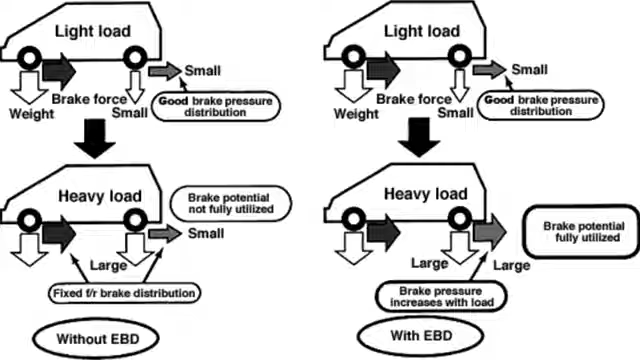 Light load
Small
Brake force
Weight
Small
Good brake pressure
distribution
Heavy load
Brake potential
not fully utilized
Small
Large
Fixed f/r brake distribution
Without EBD
Light load
Small
Brake force
Weight
Small
Good brake pressure
distribution
Heavy load
Brake potential
fully utilized
Large
Large
Brake pressure
increases with load
With EBD